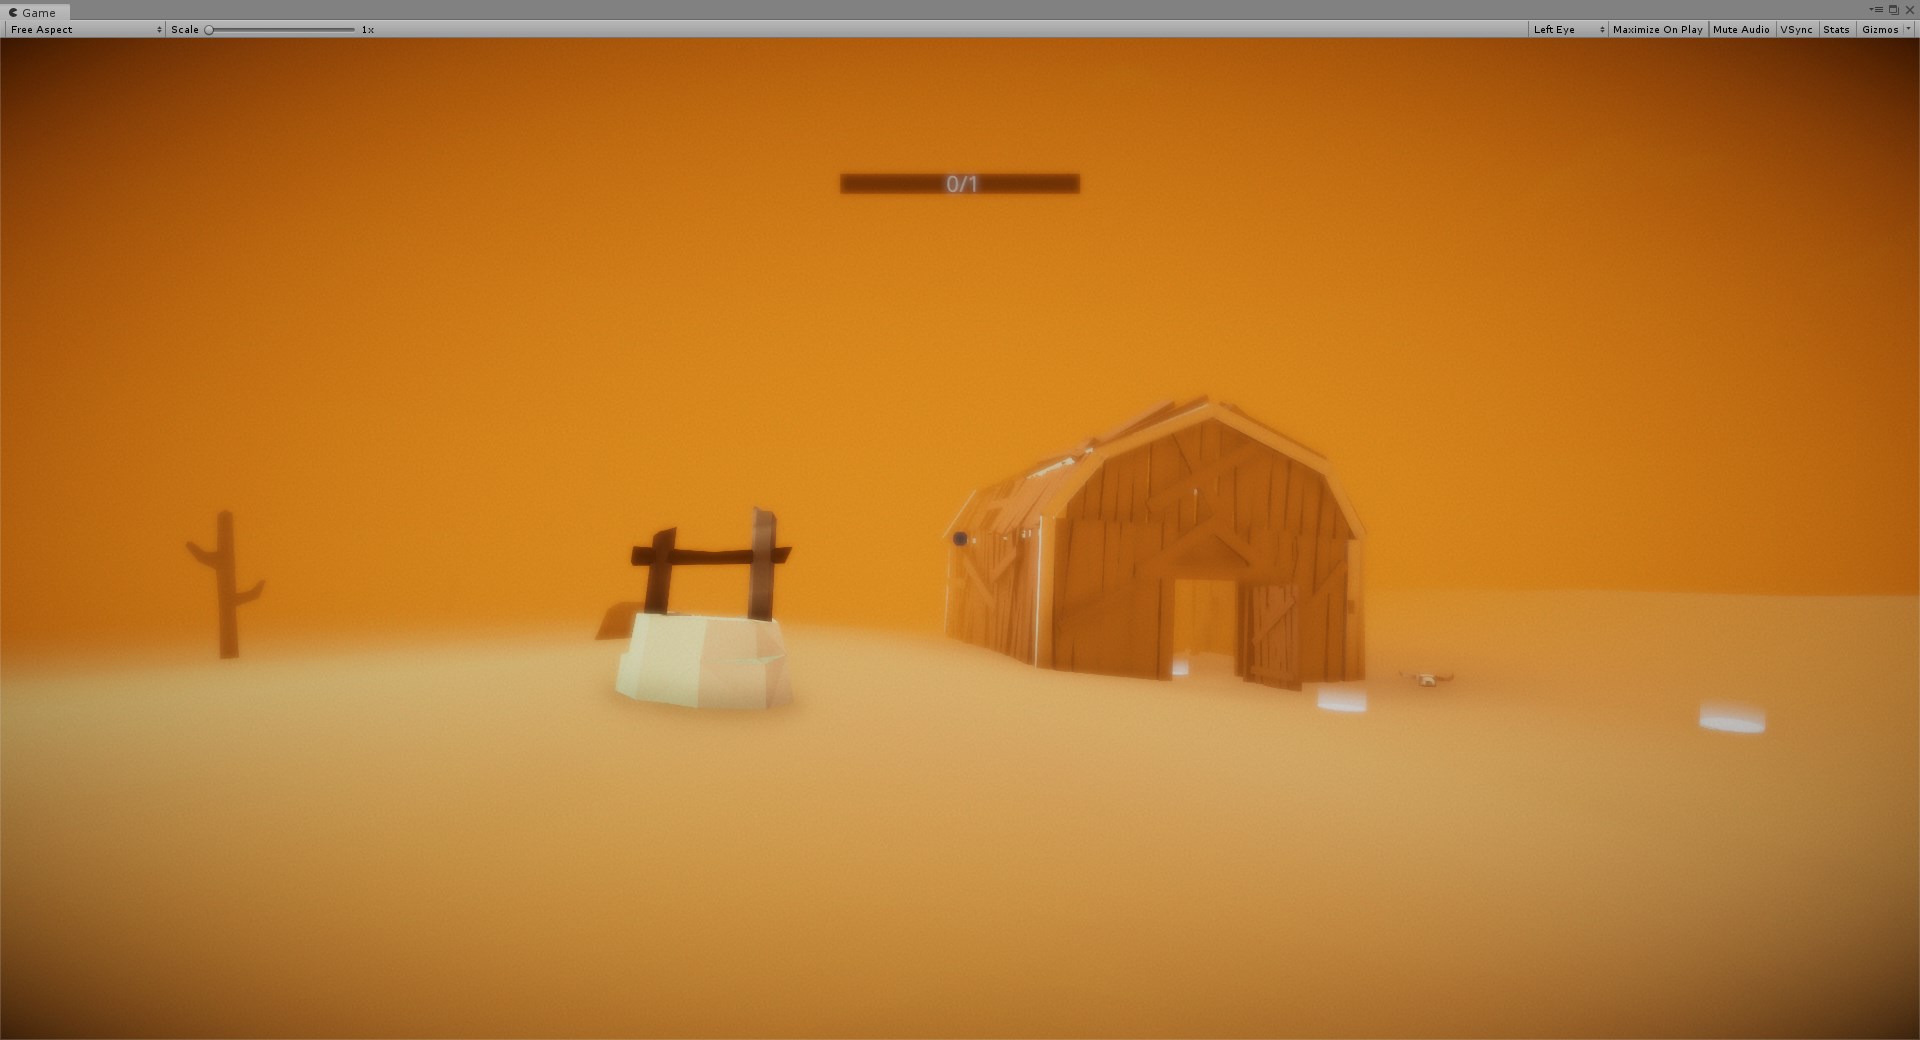 Game
Free Aspect Scale 1x Left Eye Maximize On Play Mute Audio VSync Stats Gizmos
0/1